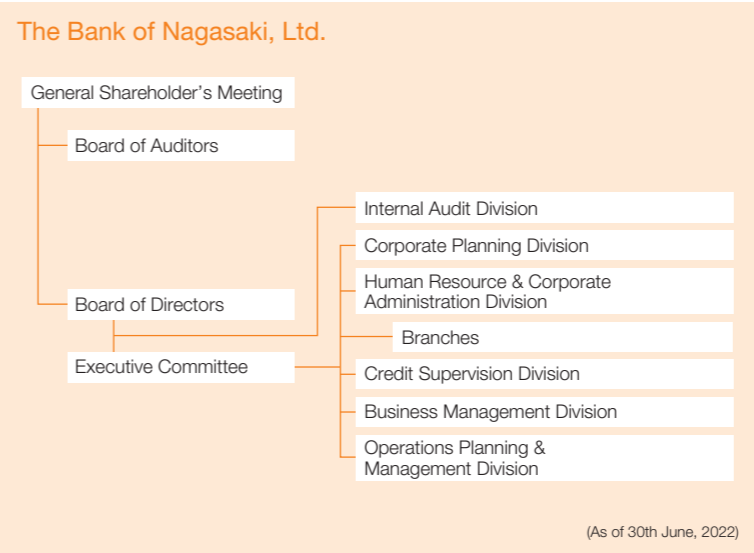 The Bank of Nagasaki, Ltd.
General Shareholder’s Meeting
Board of Auditors
Internal Audit Division
Corporate Planning Division
Human Resource & Corporate
Administration Division
Board of Directors
Branches
Executive Committee
Credit Supervision Division
Business Management Division
Operations Planning &
Management Division
(As of 30th June, 2022)